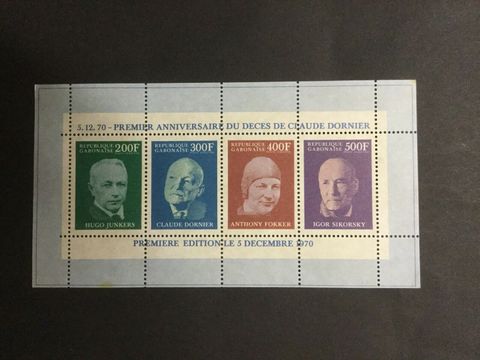 5.12.70 - PREMIER ANNIVERSAIRE DU DECES DE CLAUDE DORNIER
REPUBLIQUE GABONAISE 200F
HUGO JUNKERS
REPUBLIQUE GABONAISE 300F
CLAUDE DORNIER
REPUBLIQUE GABONAISE 400F
ANTHONY FOKKER
REPUBLIQUE GABONAISE 500F
IGOR SIKORSKY
PREMIERE EDITION LE 5 DECEMBRE 1970